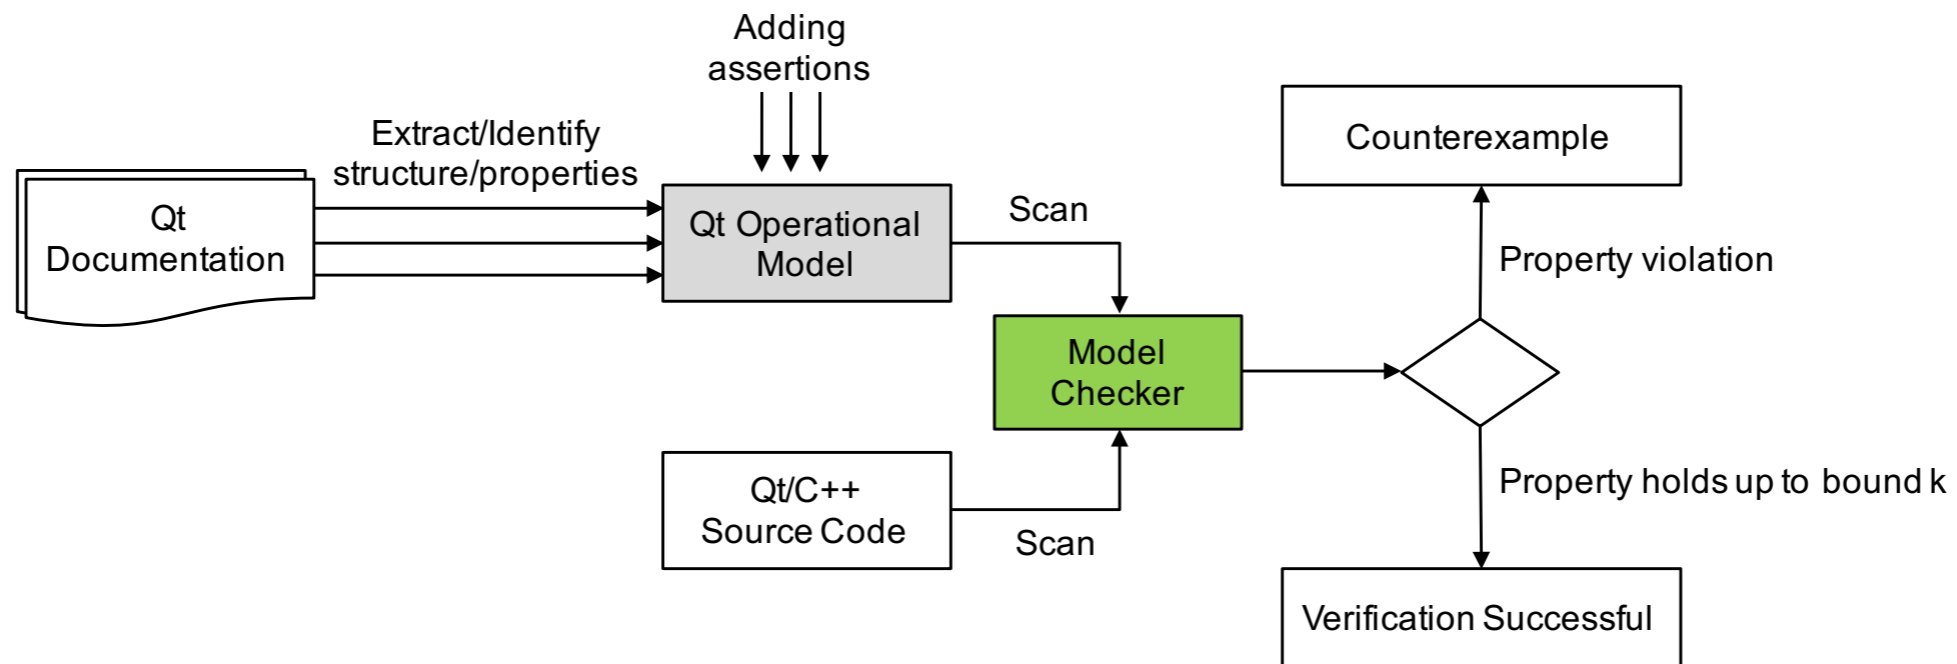 Adding
assertions
Extract/Identify
structure/properties
Qt
Documentation
Qt Operational
Model
Scan
Counterexample
Property violation
Model
Checker
Qt/C++
Source Code
Scan
Property holds up to bound k
Verification Successful